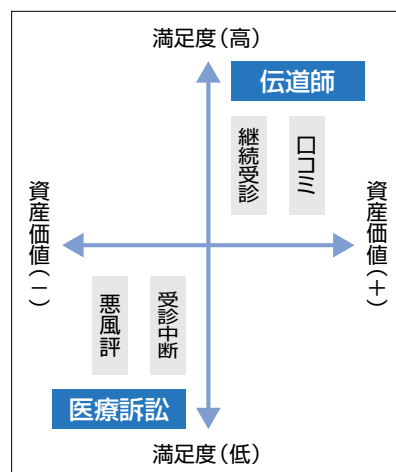 満足度（高）
伝道師
継続受診
口コミ
資産価値（－）
資産価値（＋）
悪風評
受診中断
医療訴訟
満足度（低）